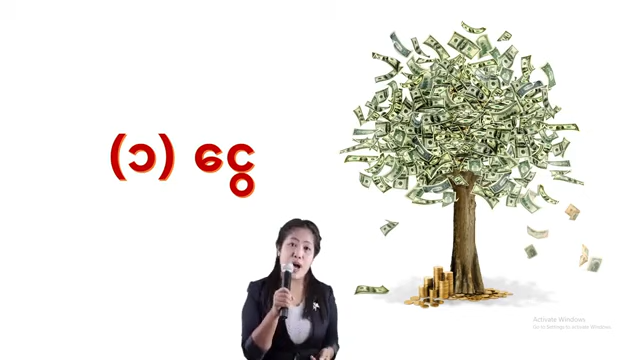 (၁) ငွေ
Activate Windows
Go to Settings to activate Windows.